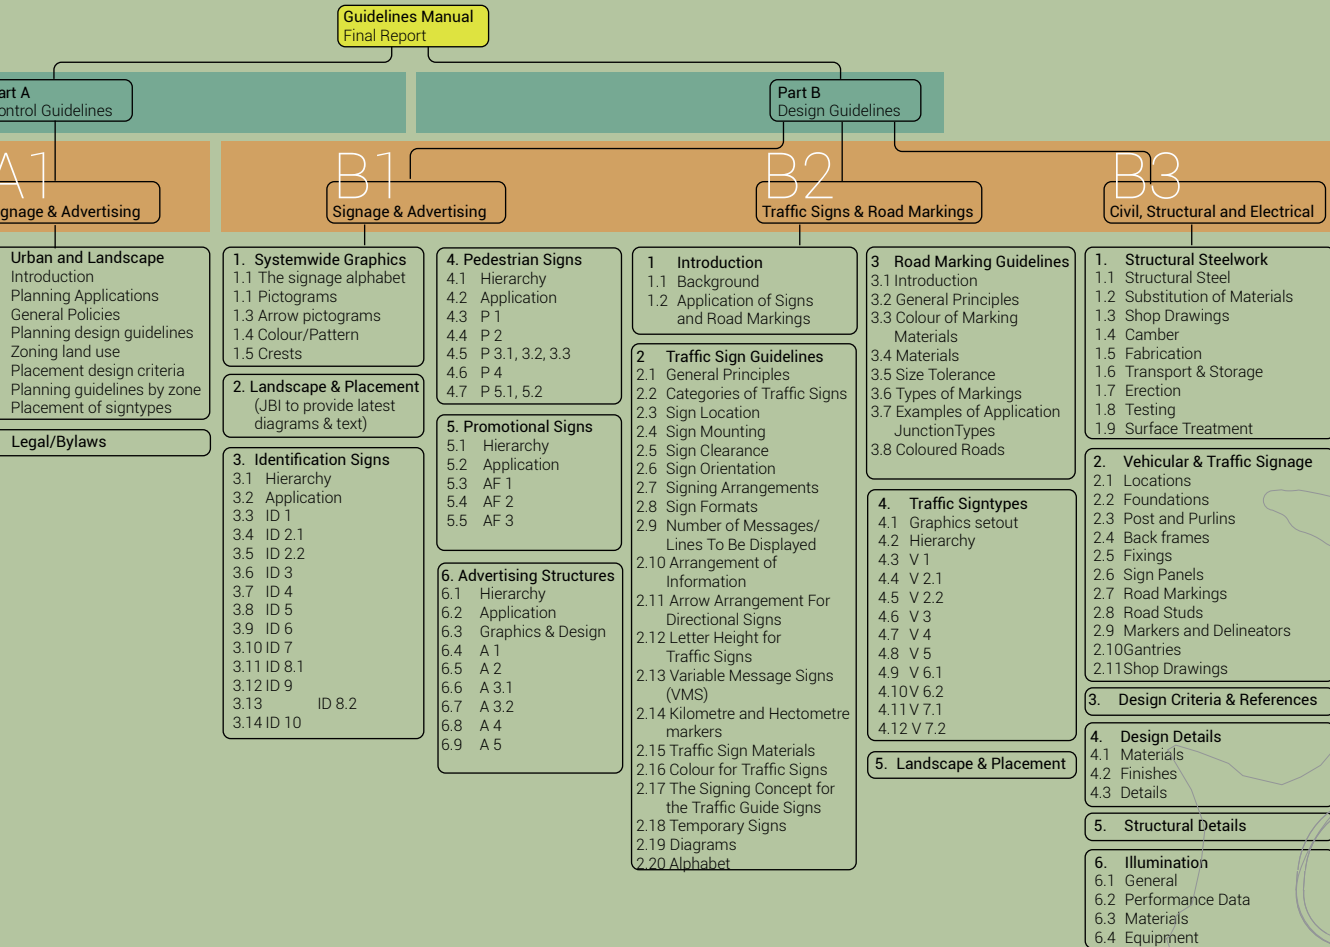 Guidelines Manual
Final Report
art A
ontrol Guidelines
Part B
Design Guidelines
A1
gnage & Advertising
B1
Signage & Advertising
B2
Traffic Signs & Road Markings
B3
Civil, Structural and Electrical
Urban and Landscape
Introduction
Planning Applications
General Policies
Planning design guidelines
Zoning land use
Placement design criteria
Planning guidelines by zone
Placement of signtypes
Legal/Bylaws
1. Systemwide Graphics
1.1 The signage alphabet
1.1 Pictograms
1.3 Arrow pictograms
1.4 Colour/Pattern
1.5 Crests
2. Landscape & Placement
(JBI to provide latest
diagrams & text)
3. Identification Signs
3.1 Hierarchy
3.2 Application
3.3 ID 1
3.4 ID 2.1
3.5 ID 2.2
3.6 ID 3
3.7 ID 4
3.8 ID 5
3.9 ID 6
3.10 ID 7
3.11 ID 8.1
3.12 ID 9
3.13 ID 8.2
3.14 ID 10
4. Pedestrian Signs
4.1 Hierarchy
4.2 Application
4.3 P 1
4.4 P 2
4.5 P 3.1, 3.2, 3.3
4.6 P 4
4.7 P 5.1, 5.2
5. Promotional Signs
5.1 Hierarchy
5.2 Application
5.3 AF 1
5.4 AF 2
5.5 AF 3
6. Advertising Structures
6.1 Hierarchy
6.2 Application
6.3 Graphics & Design
6.4 A 1
6.5 A 2
6.6 A 3.1
6.7 A 3.2
6.8 A 4
6.9 A 5
1 Introduction
1.1 Background
1.2 Application of Signs
and Road Markings
2 Traffic Sign Guidelines
2.1 General Principles
2.2 Categories of Traffic Signs
2.3 Sign Location
2.4 Sign Mounting
2.5 Sign Clearance
2.6 Sign Orientation
2.7 Signing Arrangements
2.8 Sign Formats
2.9 Number of Messages/
Lines To Be Displayed
2.10 Arrangement of
Information
2.11 Arrow Arrangement For
Directional Signs
2.12 Letter Height for
Traffic Signs
2.13 Variable Message Signs
(VMS)
2.14 Kilometre and Hectometre
markers
2.15 Traffic Sign Materials
2.16 Colour for Traffic Signs
2.17 The Signing Concept for
the Traffic Guide Signs
2.18 Temporary Signs
2.19 Diagrams
2.20 Alphabet
3 Road Marking Guidelines
3.1 Introduction
3.2 General Principles
3.3 Colour of Marking
Materials
3.4 Materials
3.5 Size Tolerance
3.6 Types of Markings
3.7 Examples of Application
JunctionTypes
3.8 Coloured Roads
4. Traffic Signtypes
4.1 Graphics setout
4.2 Hierarchy
4.3 V 1
4.4 V 2.1
4.5 V 2.2
4.6 V 3
4.7 V 4
4.8 V 5
4.9 V 6.1
4.10 V 6.2
4.11 V 7.1
4.12 V 7.2
5. Landscape & Placement
1. Structural Steelwork
1.1 Structural Steel
1.2 Substitution of Materials
1.3 Shop Drawings
1.4 Camber
1.5 Fabrication
1.6 Transport & Storage
1.7 Erection
1.8 Testing
1.9 Surface Treatment
2. Vehicular & Traffic Signage
2.1 Locations
2.2 Foundations
2.3 Post and Purlins
2.4 Back frames
2.5 Fixings
2.6 Sign Panels
2.7 Road Markings
2.8 Road Studs
2.9 Markers and Delineators
2.10Gantries
2.11Shop Drawings
3. Design Criteria & References
4. Design Details
4.1 Materials
4.2 Finishes
4.3 Details
5. Structural Details
6. Illumination
6.1 General
6.2 Performance Data
6.3 Materials
6.4 Equipment